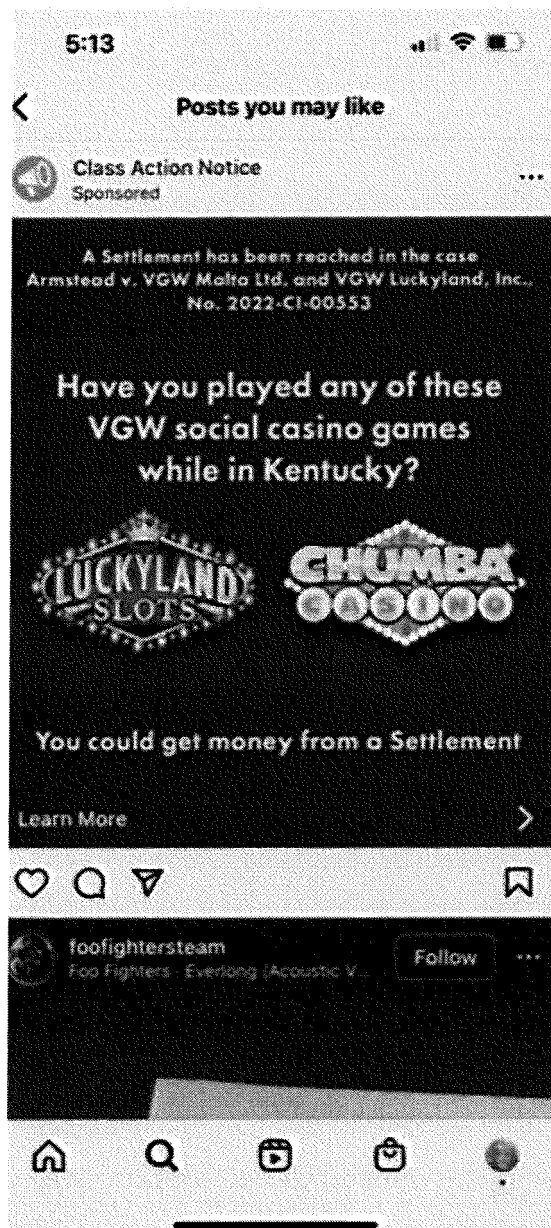 5:13
Posts you may like
Class Action Notice
Sponsored
A Settlement has been reached in the case
Armstead v. VGW Malta Ltd. and VGW Luckyland, Inc.,
No. 2022-CI-00553
Have you played any of these
VGW social casino games
while in Kentucky?
LUCKYLAND
SLOTS
CHUMBA
CASINO
You could get money from a Settlement
Learn More
foofightersteam
Follow
Foo Fighters · Everlong (Acoustic V...